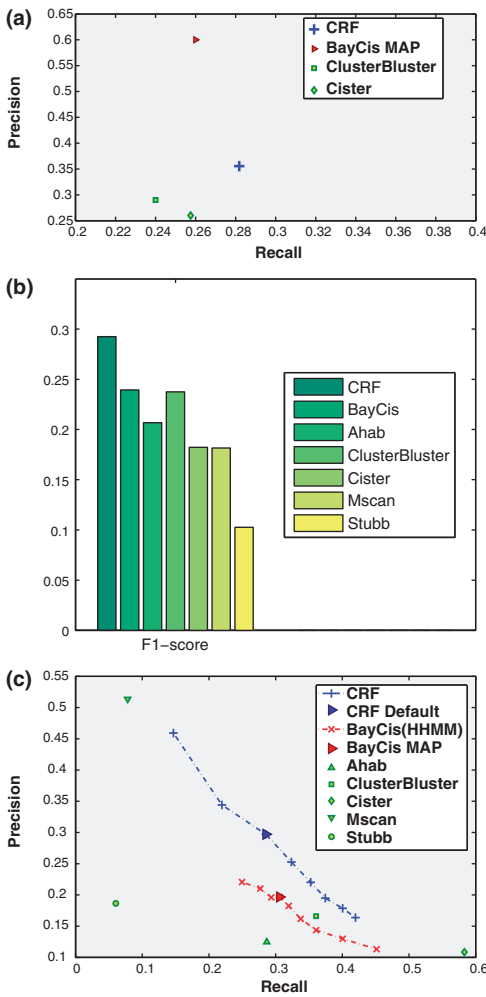 (a)
0.65
0.6
0.55
0.5
0.45
0.4
0.35
0.3
0.25
Precision
0.2 0.22 0.24 0.26 0.28 0.3 0.32 0.34 0.36 0.38 0.4
Recall
CRF
BayCis MAP
ClusterBluster
Cister
(b)
0.3
0.25
0.2
0.15
0.1
0.05
0
F1-score
CRF
BayCis
Ahab
ClusterBluster
Cister
Mscan
Stubb
(c)
0.55
0.5
0.45
0.4
0.35
0.3
0.25
0.2
0.15
0.1
Precision
0 0.1 0.2 0.3 0.4 0.5 0.6
Recall
CRF
CRF Default
BayCis(HHMM)
BayCis MAP
Ahab
ClusterBluster
Cister
Mscan
Stubb